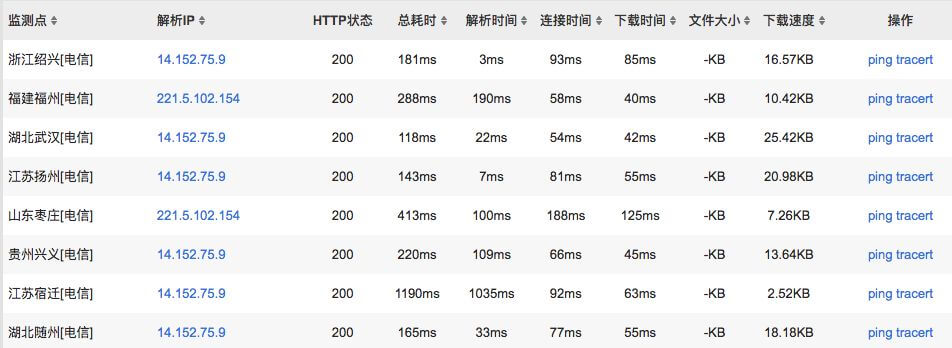 监测点 解析IP HTTP状态 总耗时 解析时间 连接时间 下载时间 文件大小 下载速度 操作
浙江绍兴[电信] 14.152.75.9 200 181ms 3ms 93ms 85ms -KB 16.57KB ping tracert
福建福州[电信] 221.5.102.154 200 288ms 190ms 58ms 40ms -KB 10.42KB ping tracert
湖北武汉[电信] 14.152.75.9 200 118ms 22ms 54ms 42ms -KB 25.42KB ping tracert
江苏扬州[电信] 14.152.75.9 200 143ms 7ms 81ms 55ms -KB 20.98KB ping tracert
山东枣庄[电信] 221.5.102.154 200 413ms 100ms 188ms 125ms -KB 7.26KB ping tracert
贵州兴义[电信] 14.152.75.9 200 220ms 109ms 66ms 45ms -KB 13.64KB ping tracert
江苏宿迁[电信] 14.152.75.9 200 1190ms 1035ms 92ms 63ms -KB 2.52KB ping tracert
湖北随州[电信] 14.152.75.9 200 165ms 33ms 77ms 55ms -KB 18.18KB ping tracert